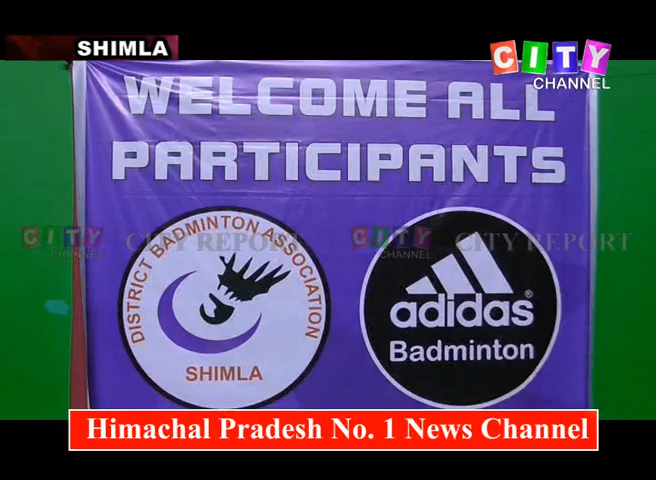 SHIMLA
CITY
CHANNEL
WELCOME ALL
PARTICIPANTS
CITY
CHANNEL
CITY REPORT
CITY
CHANNEL
CITY REPORT
DISTRICT BADMINTON ASSOCIATION
SHIMLA
adidas®
Badminton
Himachal Pradesh No. 1 News Channel